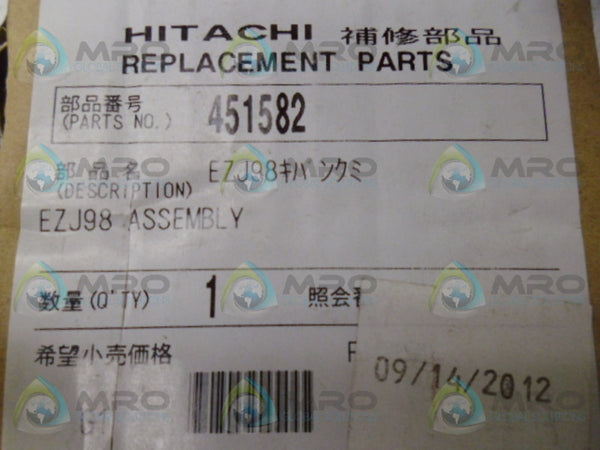 HITACHI 補修部品
REPLACEMENT PARTS
部品番号
(PARTS NO.) 451582
部品名 EZJ98キバンクミ
(DESCRIPTION)
EZJ98 ASSEMBLY
数量(Q'TY) 1 照会
希望小売価格
09/14/2012
MRO